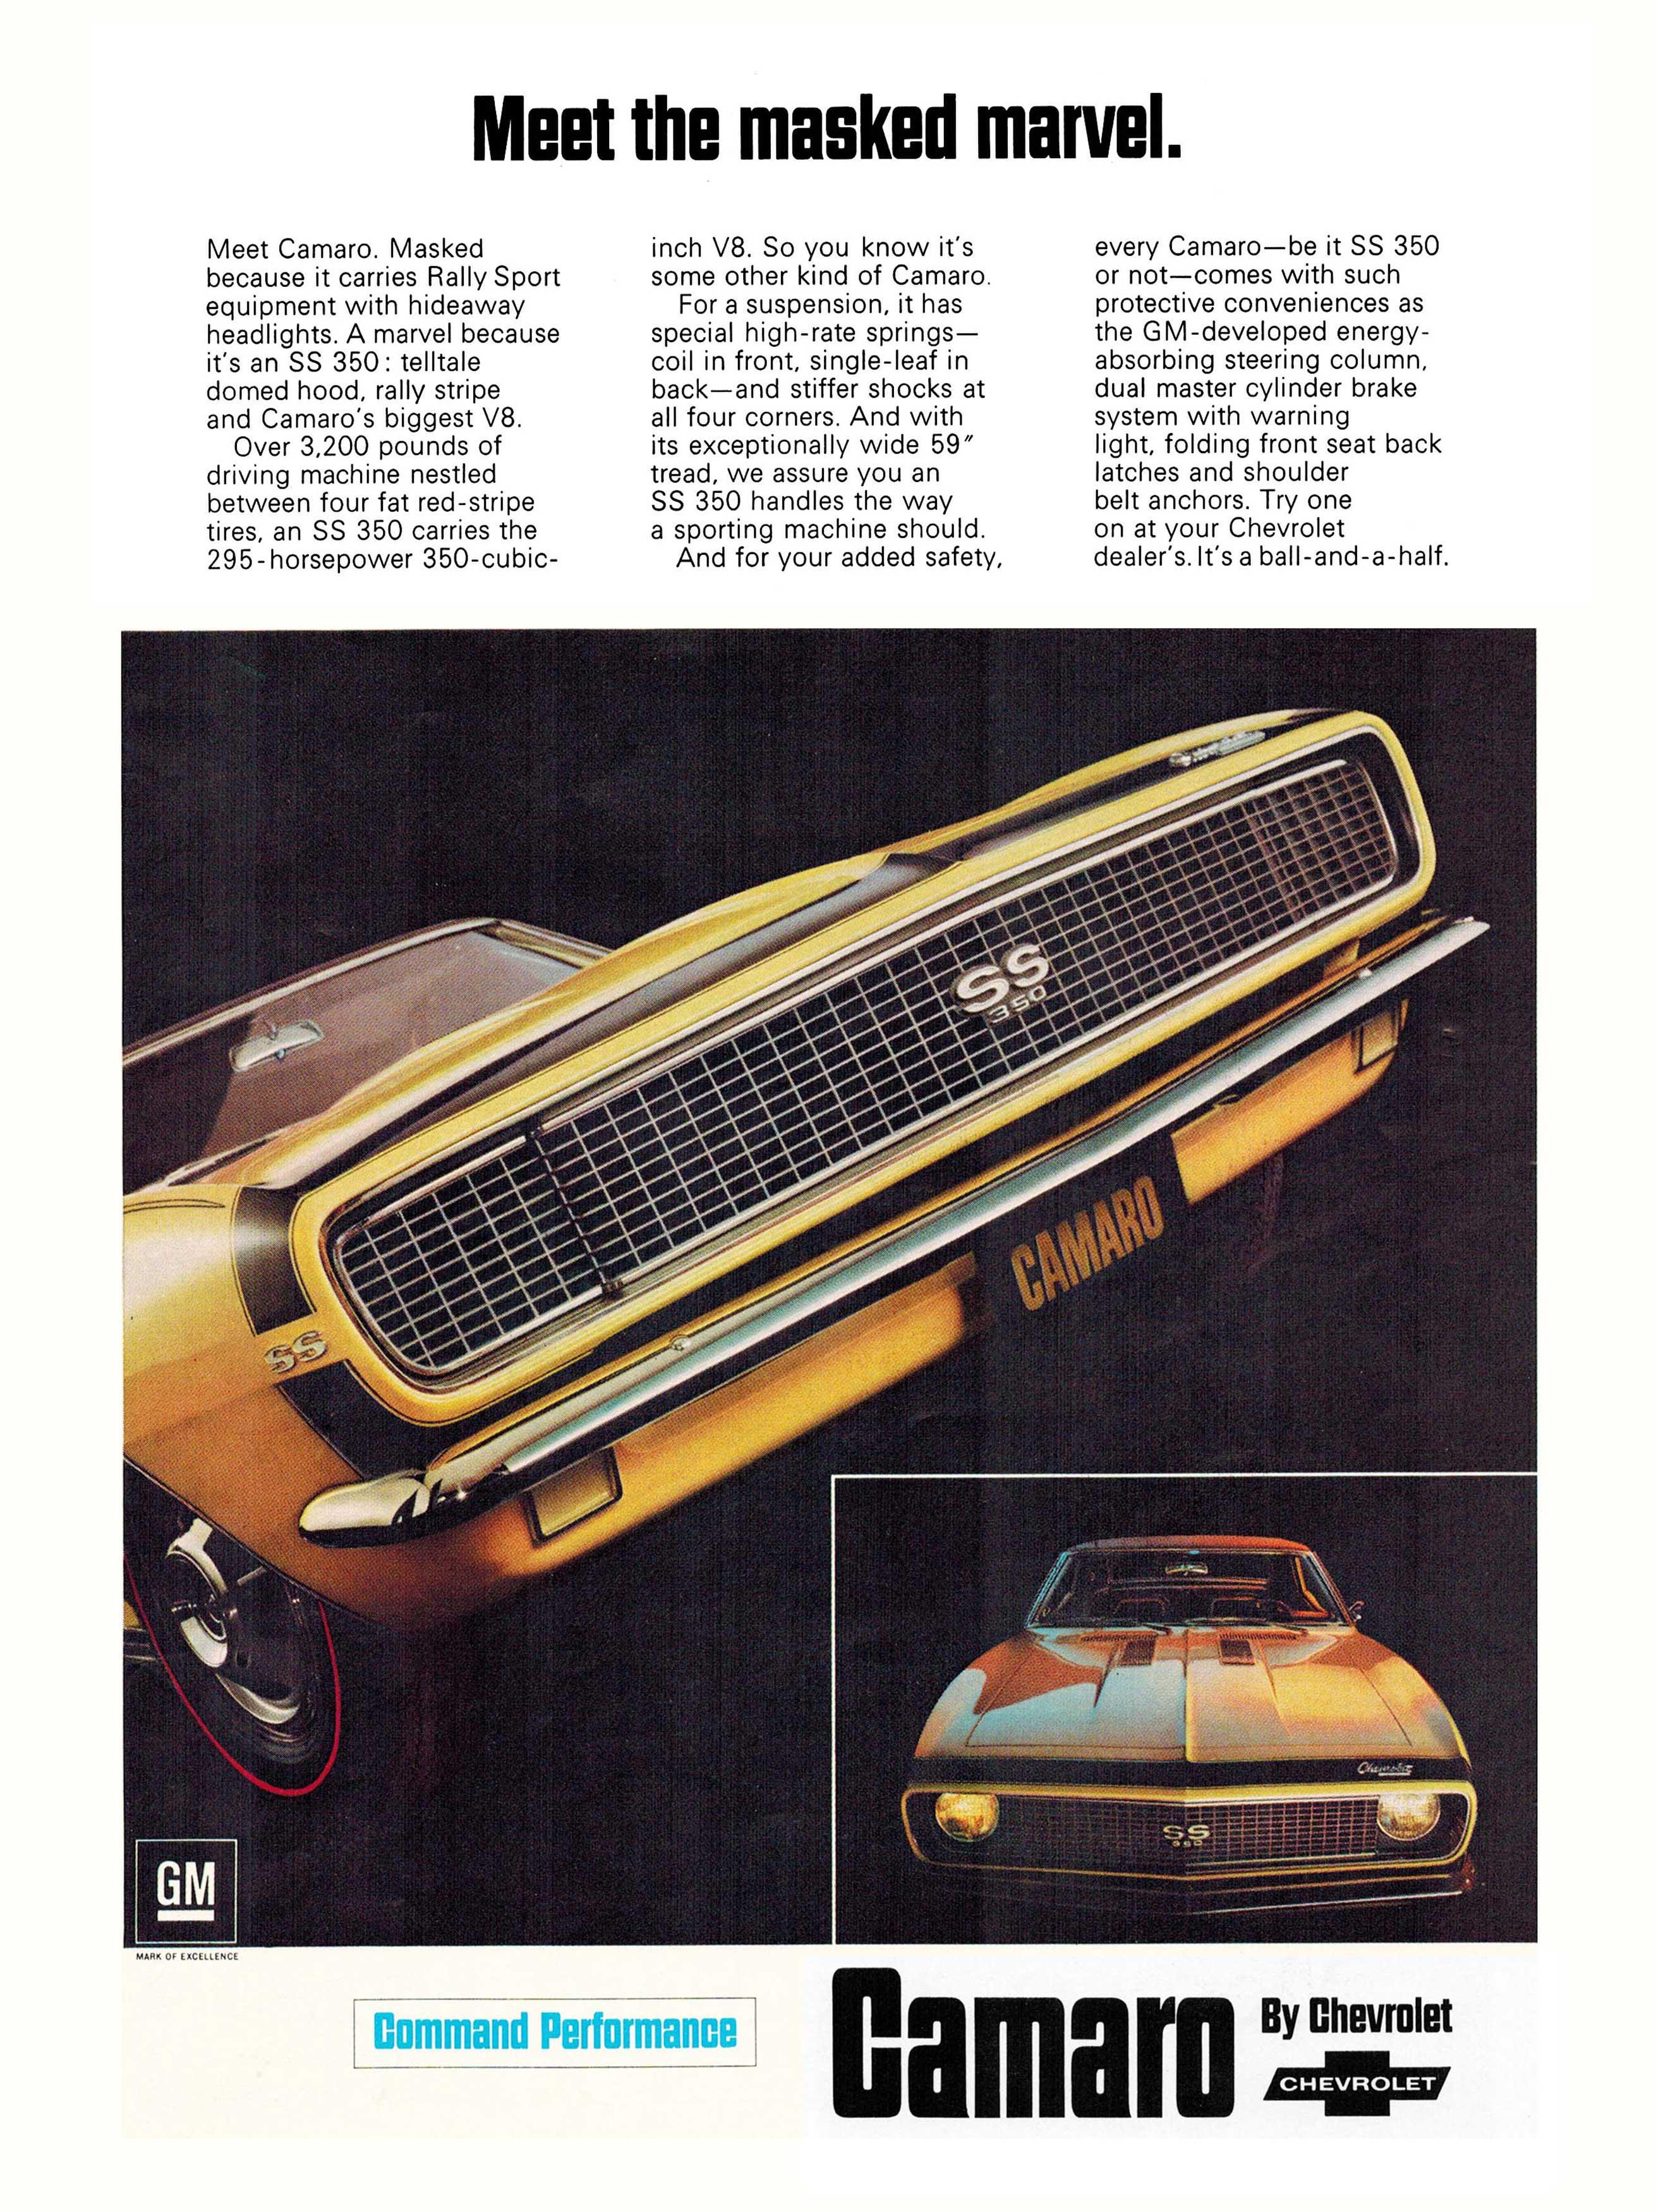 Meet the masked marvel.
Meet Camaro. Masked
because it carries Rally Sport
equipment with hideaway
headlights. A marvel because
it's an SS 350: telltale
domed hood, rally stripe
and Camaro's biggest V8.
Over 3,200 pounds of
driving machine nestled
between four fat red-stripe
tires, an SS 350 carries the
295-horsepower 350-cubic-
inch V8. So you know it's
some other kind of Camaro.
For a suspension, it has
special high-rate springs—
coil in front, single-leaf in
back—and stiffer shocks at
all four corners. And with
its exceptionally wide 59″
tread, we assure you an
SS 350 handles the way
a sporting machine should.
And for your added safety,
every Camaro—be it SS 350
or not—comes with such
protective conveniences as
the GM-developed energy-
absorbing steering column,
dual master cylinder brake
system with warning
light, folding front seat back
latches and shoulder
belt anchors. Try one
on at your Chevrolet
dealer's. It's a ball-and-a-half.
SS
350
CAMARO
SS
Chevrolet
SS
350
GM
MARK OF EXCELLENCE
Command Performance
Camaro
By Chevrolet
CHEVROLET